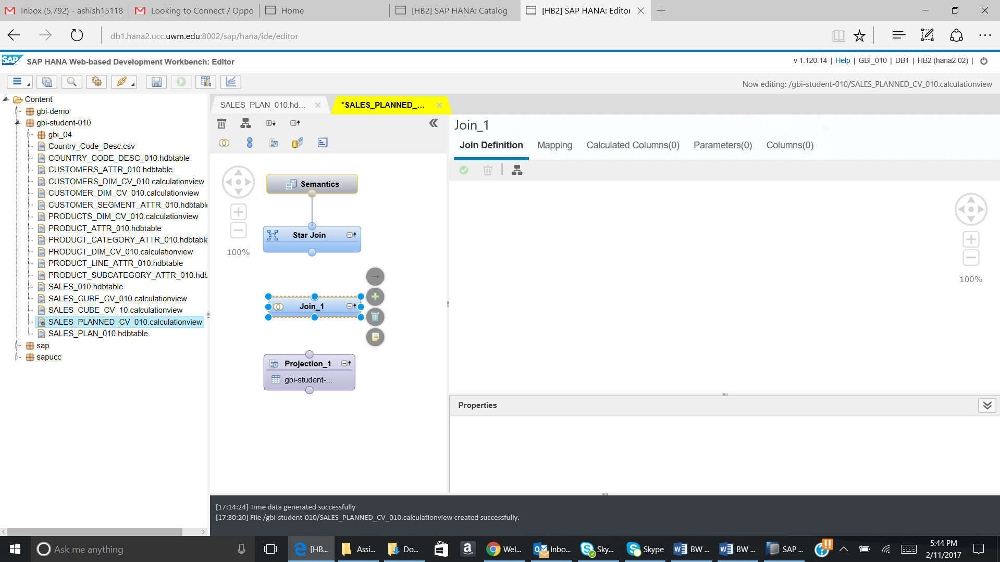 Inbox (5,792) - ashish15118
Looking to Connect / Oppo
Home
[HB2] SAP HANA: Catalog
[HB2] SAP HANA: Editor
db1.hana2.ucc.uwm.edu:8002/sap/hana/ide/editor
SAP
SAP HANA Web-based Development Workbench: Editor
v 1.120.14 | Help | GBI_010 | DB1 | HB2 (hana2 02) |
Now editing: /gbi-student-010/SALES_PLANNED_CV_010.calculationview
Content
gbi-demo
gbi-student-010
gbi_04
Country_Code_Desc.csv
COUNTRY_CODE_DESC_010.hdbtable
CUSTOMERS_ATTR_010.hdbtable
CUSTOMERS_DIM_CV_010.calculationview
CUSTOMER_DIM_CV_010.calculationview
CUSTOMER_SEGMENT_ATTR_010.hdbtable
PRODUCTS_DIM_CV_010.calculationview
PRODUCT_ATTR_010.hdbtable
PRODUCT_CATEGORY_ATTR_010.hdbtable
PRODUCT_DIM_CV_010.calculationview
PRODUCT_LINE_ATTR_010.hdbtable
PRODUCT_SUBCATEGORY_ATTR_010.hdb
SALES_010.hdbtable
SALES_CUBE_CV_010.calculationview
SALES_CUBE_CV_10.calculationview
SALES_PLANNED_CV_010.calculationview
SALES_PLAN_010.hdbtable
sap
sapucc
SALES_PLAN_010.hd...
*SALES_PLANNED_...
100%
Semantics
Star Join
Join_1
Projection_1
gbi-student-...
Join_1
Join Definition
Mapping
Calculated Columns(0)
Parameters(0)
Columns(0)
100%
Properties
[17:14:24] Time data generated successfully
[17:30:20] File /gbi-student-010/SALES_PLANNED_CV_010.calculationview created successfully.
Ask me anything
[HB...
Assi...
Do...
a
Wel...
Inbo...
Sky...
Skype
BW ...
BW ...
SAP ...
5:44 PM
2/11/2017